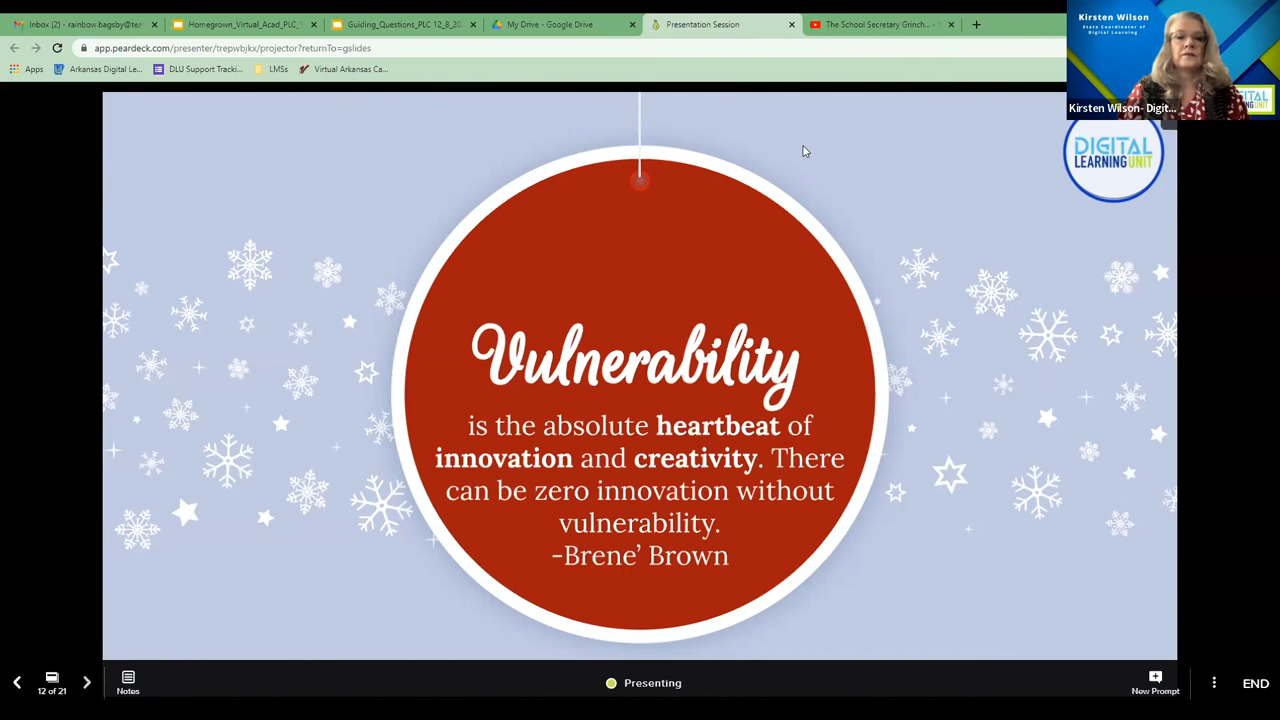 Inbox (2) - rainbow.bagsby@tez
Homegrown_Virtual_Acad_PLC_
Guiding_Questions_PLC 12_8_20
My Drive - Google Drive
Presentation Session
The School Secretary Grinch...
app.peardeck.com/presenter/trepwbjkx/projector?returnTo=gslides
Apps
Arkansas Digital Le...
DLU Support Tracki...
LMSs
Virtual Arkansas Ca...
Kirsten Wilson
State Coordinator of
Digital Learning
Kirsten Wilson- Digit...
DIGITAL
LEARNING UNIT
Vulnerability
is the absolute heartbeat of
innovation and creativity. There
can be zero innovation without
vulnerability.
-Brene’ Brown
12 of 21
Notes
Presenting
New Prompt
END